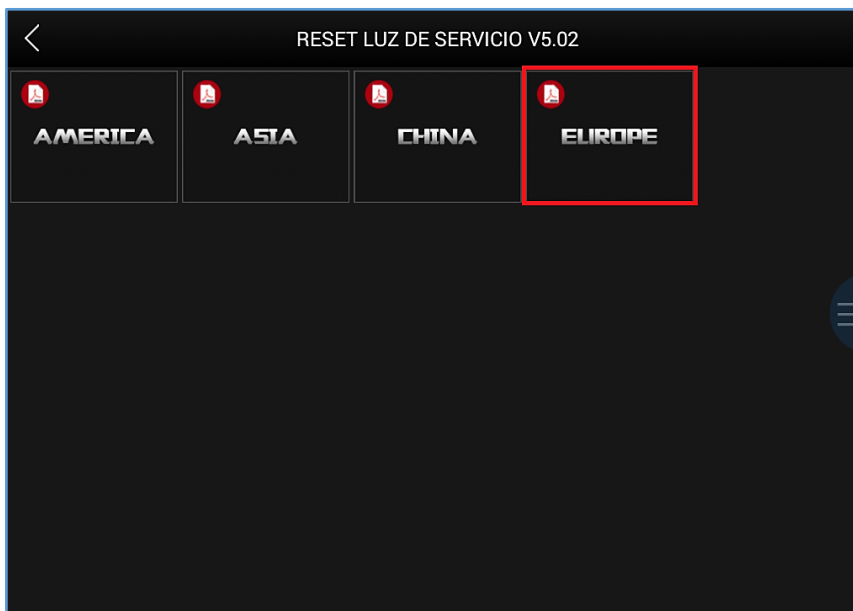 RESET LUZ DE SERVICIO V5.02
AMERICA
ASIA
CHINA
EUROPE